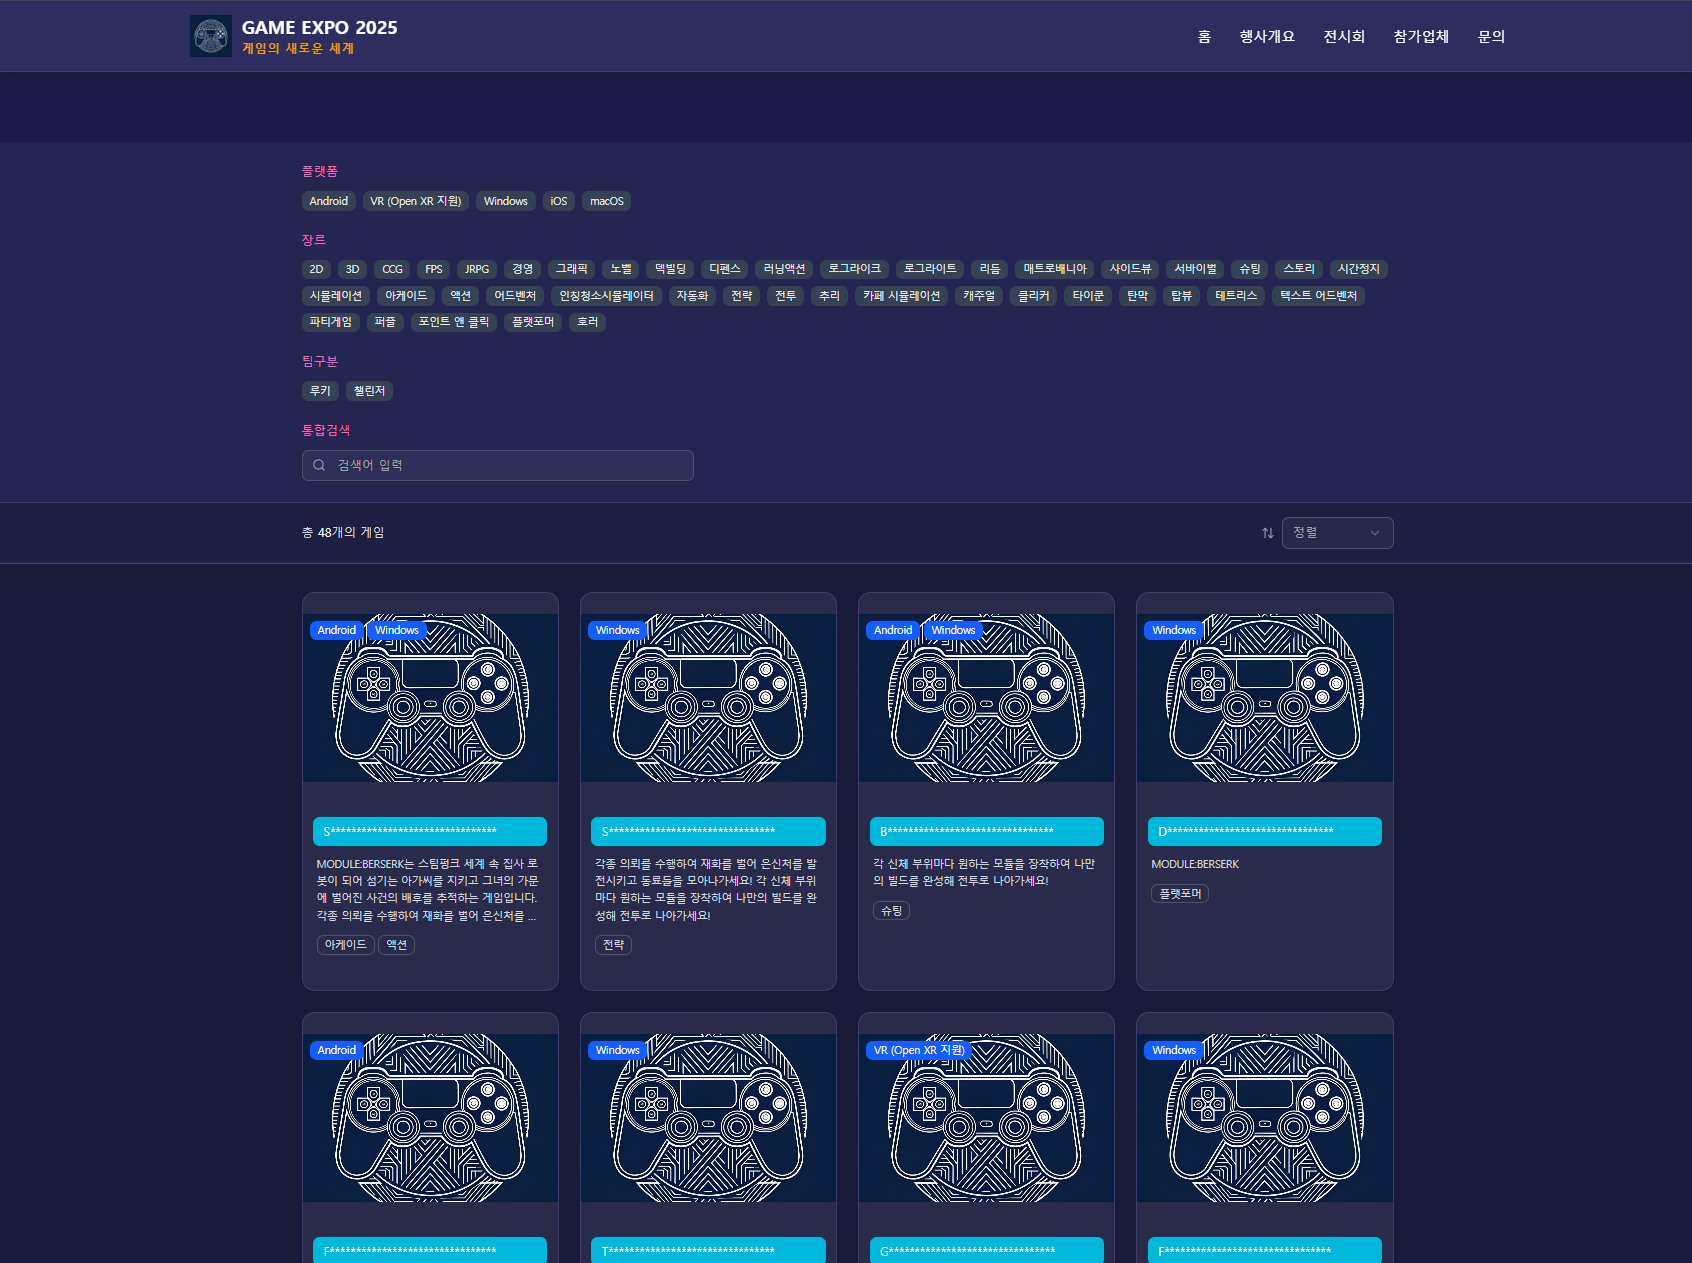 GAME EXPO 2025
게임의 새로운 세계
홈 행사개요 전시회 참가업체 문의
플랫폼
Android VR (Open XR 지원) Windows iOS macOS
장르
2D 3D CCG FPS JRPG 경영 그래픽 노벨 덱빌딩 디펜스 러닝액션 로그라이크 로그라이트 리듬 매트로배니아 사이드뷰 서바이벌 슈팅 스토리 시간정지
시뮬레이션 아케이드 액션 어드벤처 인칭청소시뮬레이터 자동화 전략 전투 추리 카페 시뮬레이션 캐주얼 클리커 타이쿤 탄막 탑뷰 테트리스 텍스트 어드벤처
파티게임 퍼즐 포인트 앤 클릭 플랫포머 호러
팀구분
루키 챌린저
통합검색
검색어 입력
총 48개의 게임
정렬
Android Windows
S********************************
MODULE:BERSERK는 스팀펑크 세계 속 집사 로
봇이 되어 섬기는 아가씨를 지키고 그녀의 가문
에 벌어진 사건의 배후를 추적하는 게임입니다.
각종 의뢰를 수행하여 재화를 벌어 은신처를 ...
아케이드 액션
Windows
S********************************
각종 의뢰를 수행하여 재화를 벌어 은신처를 발
전시키고 동료들을 모아나가세요! 각 신체 부위
마다 원하는 모듈을 장착하여 나만의 빌드를 완
성해 전투로 나아가세요!
전략
Android Windows
B********************************
각 신체 부위마다 원하는 모듈을 장착하여 나만
의 빌드를 완성해 전투로 나아가세요!
슈팅
Windows
D********************************
MODULE:BERSERK
플랫포머
Android
F********************************
Windows
T********************************
VR (Open XR 지원)
G********************************
Windows
F********************************